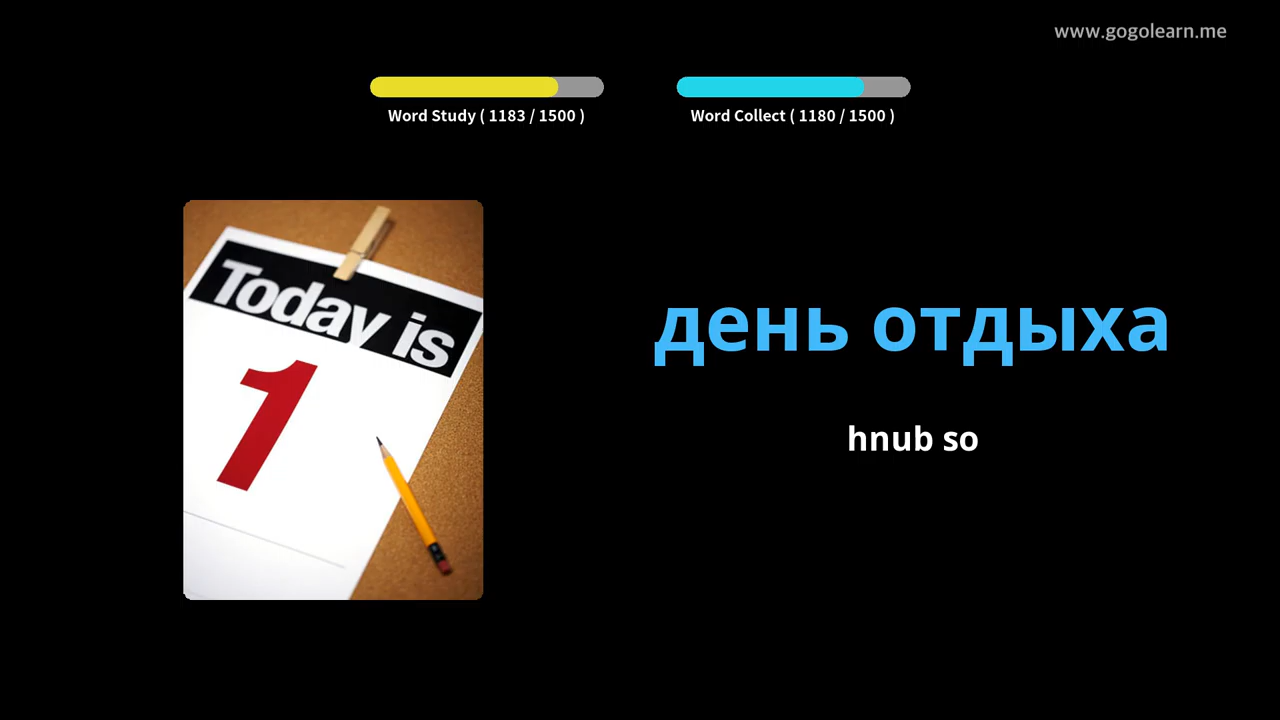 www.gogolearn.me
Word Study ( 1183 / 1500 )
Word Collect ( 1180 / 1500 )
Today is
1
день отдыха
hnub so